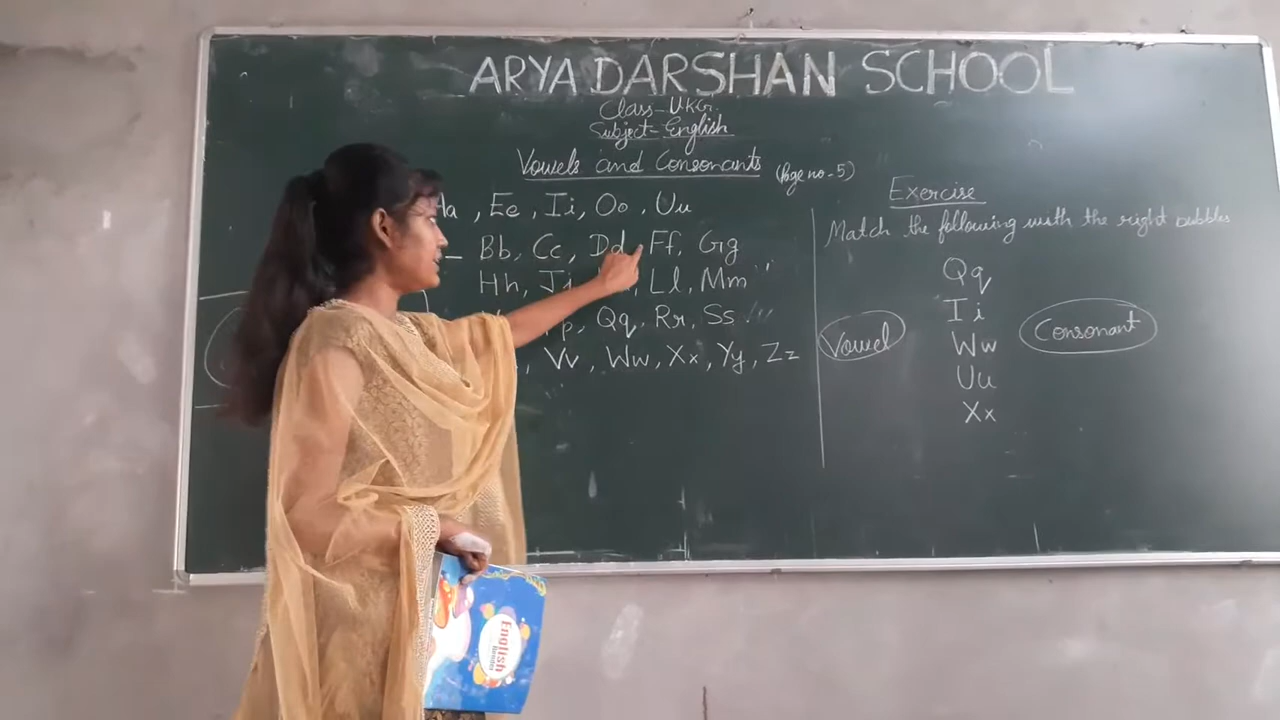 ARYA DARSHAN SCHOOL
Class-UKG.
Subject-English
Vowels and Consonants (Page no-5)
Aa, Ee, Ii, Oo, Uu
Bb, Cc, Dd, Ff, Gg
Hh, Jj, Ll, Mm
Qq, Rr, Ss
Vv, Ww, Xx, Yy, Zz
Exercise
Match the following with the right bubbles
Qq
Ii
Vowel Ww Consonant
Uu
Xx
English
Reader